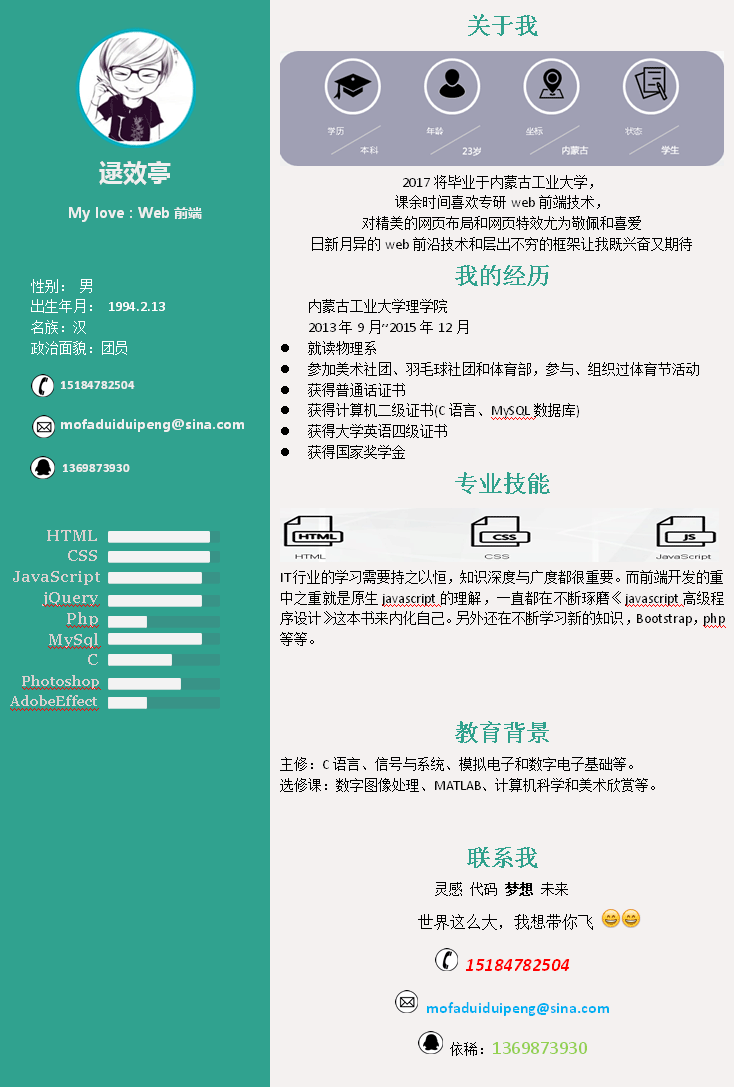 逯效亭
My love：Web 前端
性别： 男
出生年月： 1994.2.13
名族：汉
政治面貌：团员
15184782504
mofaduiduipeng@sina.com
1369873930
HTML
CSS
JavaScript
jQuery
Php
MySql
C
Photoshop
AdobeEffect
关于我
学历 年龄 坐标 状态
本科 23岁 内蒙古 学生
2017 将毕业于内蒙古工业大学，
课余时间喜欢专研 web 前端技术，
对精美的网页布局和网页特效尤为敬佩和喜爱
日新月异的 web 前沿技术和层出不穷的框架让我既兴奋又期待
我的经历
内蒙古工业大学理学院
2013 年 9 月~2015 年 12 月
● 就读物理系
● 参加美术社团、羽毛球社团和体育部，参与、组织过体育节活动
● 获得普通话证书
● 获得计算机二级证书(C 语言、MySQL 数据库)
● 获得大学英语四级证书
● 获得国家奖学金
专业技能
HTML CSS JS
HTML CSS JavaScript
IT行业的学习需要持之以恒，知识深度与广度都很重要。而前端开发的重
中之重就是原生 javascript 的理解，一直都在不断琢磨《 javascript 高级程
序设计》这本书来内化自己。另外还在不断学习新的知识，Bootstrap，php
等等。
教育背景
主修：C 语言、信号与系统、模拟电子和数字电子基础等。
选修课：数字图像处理、MATLAB、计算机科学和美术欣赏等。
联系我
灵感 代码 梦想 未来
世界这么大，我想带你飞 😄😄
15184782504
mofaduiduipeng@sina.com
依稀：1369873930